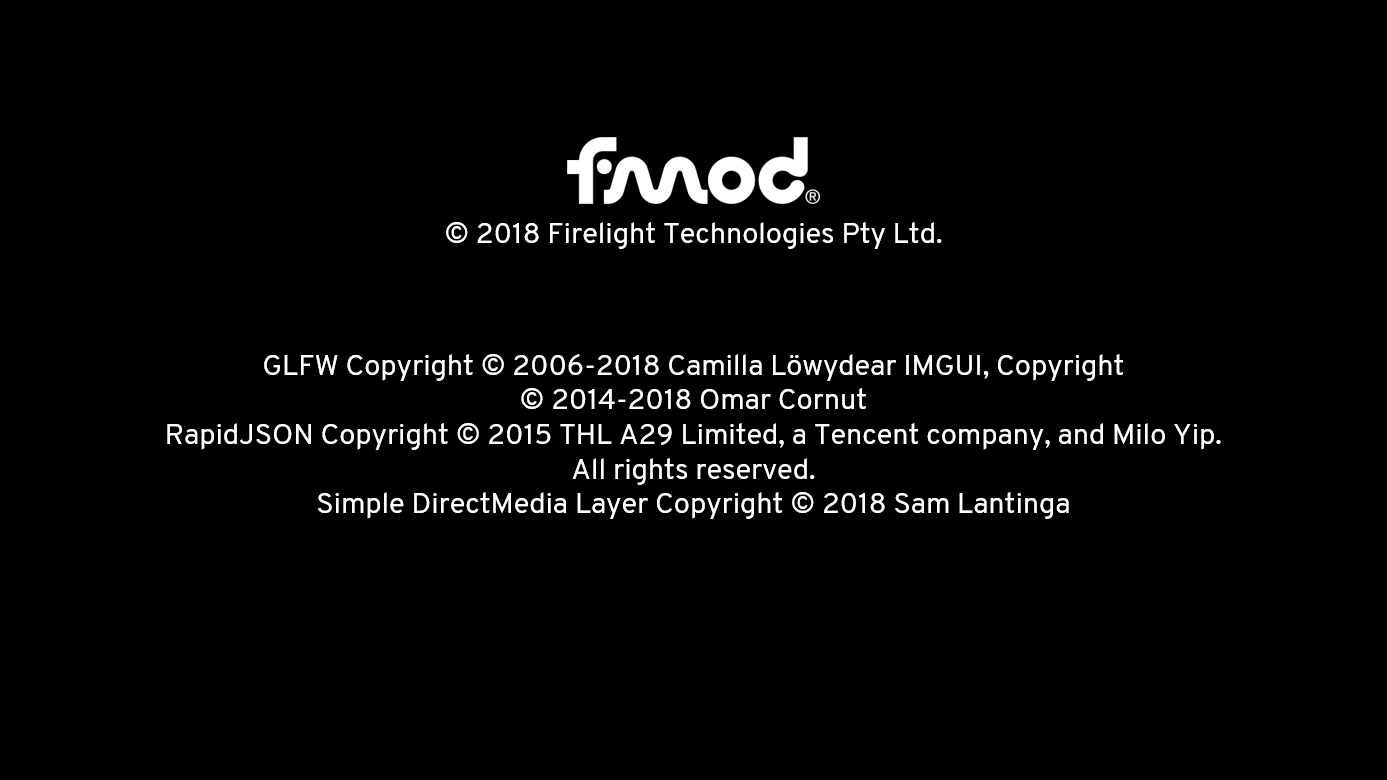 fmod®
© 2018 Firelight Technologies Pty Ltd.
GLFW Copyright © 2006-2018 Camilla Löwydear IMGUI, Copyright
© 2014-2018 Omar Cornut
RapidJSON Copyright © 2015 THL A29 Limited, a Tencent company, and Milo Yip.
All rights reserved.
Simple DirectMedia Layer Copyright © 2018 Sam Lantinga